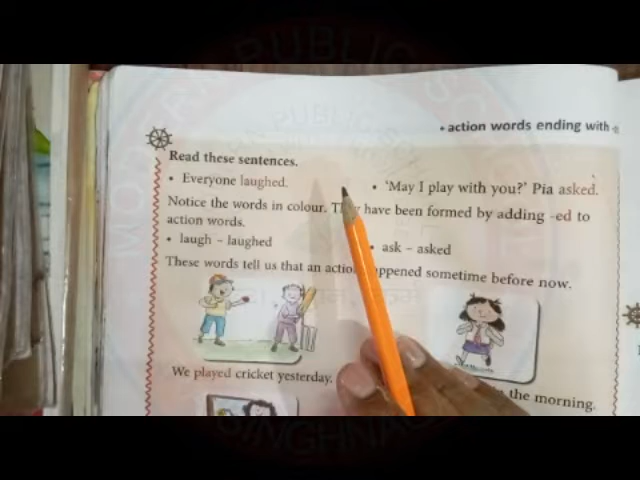 • action words ending with -e
Read these sentences.
• Everyone laughed. • 'May I play with you?' Pia asked.
Notice the words in colour. They have been formed by adding -ed to
action words.
• laugh – laughed • ask – asked
These words tell us that an action happened sometime before now.
We played cricket yesterday. the morning.